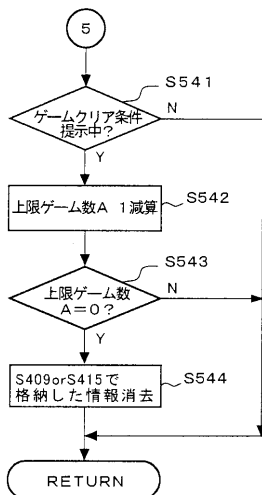 5
S541
ゲームクリア条件
提示中?
N
Y
上限ゲーム数A 1減算
S542
S543
上限ゲーム数
A=0?
N
Y
S409orS415で
格納した情報消去
S544
RETURN